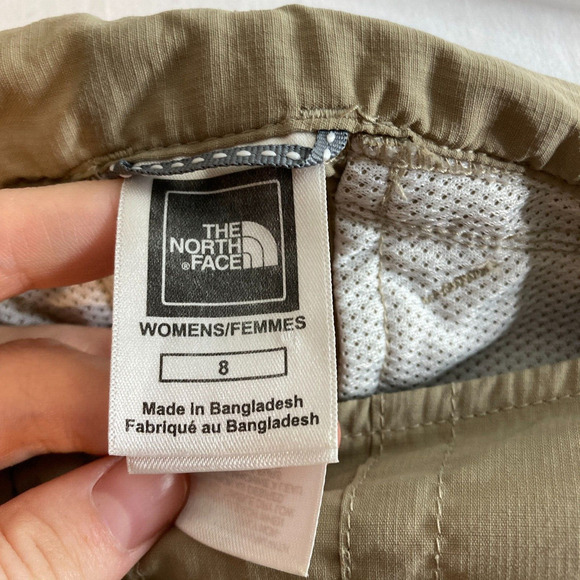 THE
NORTH
®FACE
WOMENS/FEMMES
8
Made in Bangladesh
Fabriqué au Bangladesh